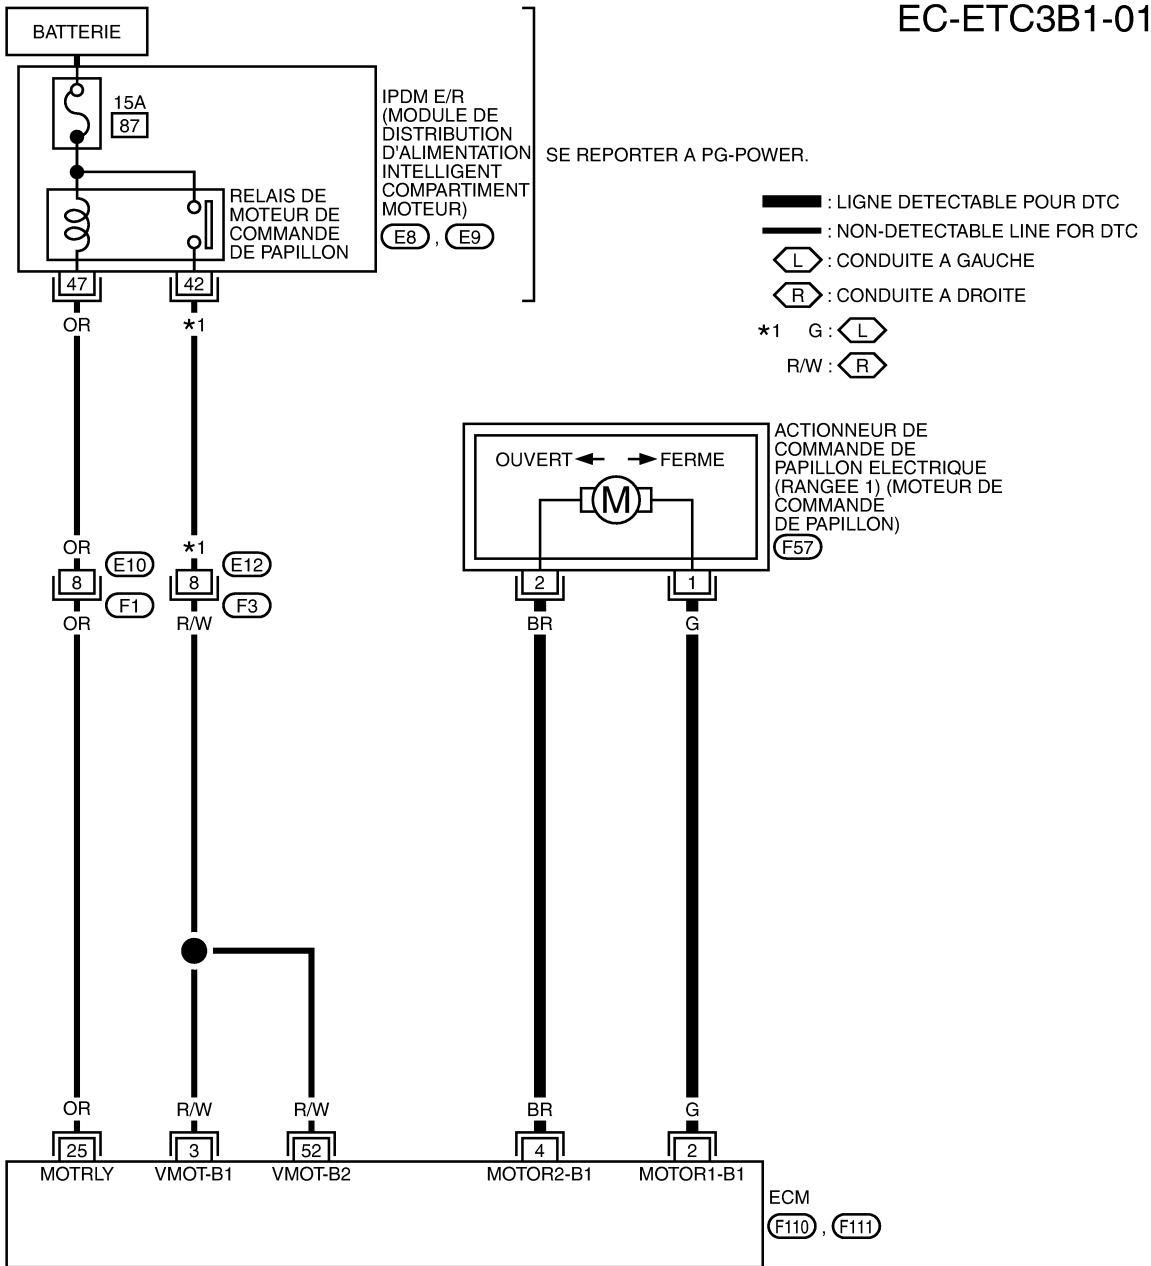 EC-ETC3B1-01
BATTERIE
15A
87
IPDM E/R
(MODULE DE
DISTRIBUTION
D'ALIMENTATION
INTELLIGENT
COMPARTIMENT
MOTEUR)
E8 , E9
SE REPORTER A PG-POWER.
RELAIS DE
MOTEUR DE
COMMANDE
DE PAPILLON
: LIGNE DETECTABLE POUR DTC
: NON-DETECTABLE LINE FOR DTC
L : CONDUITE A GAUCHE
R : CONDUITE A DROITE
*1 G : L
R/W : R
47
42
OR
*1
ACTIONNEUR DE
COMMANDE DE
PAPILLON ELECTRIQUE
(RANGEE 1) (MOTEUR DE
COMMANDE
DE PAPILLON)
F57
OUVERT
FERME
M
OR
*1
E10
E12
8
8
2
1
F1
F3
OR
R/W
BR
G
OR
R/W
R/W
BR
G
25
3
52
4
2
MOTRLY
VMOT-B1
VMOT-B2
MOTOR2-B1
MOTOR1-B1
ECM
F110 , F111